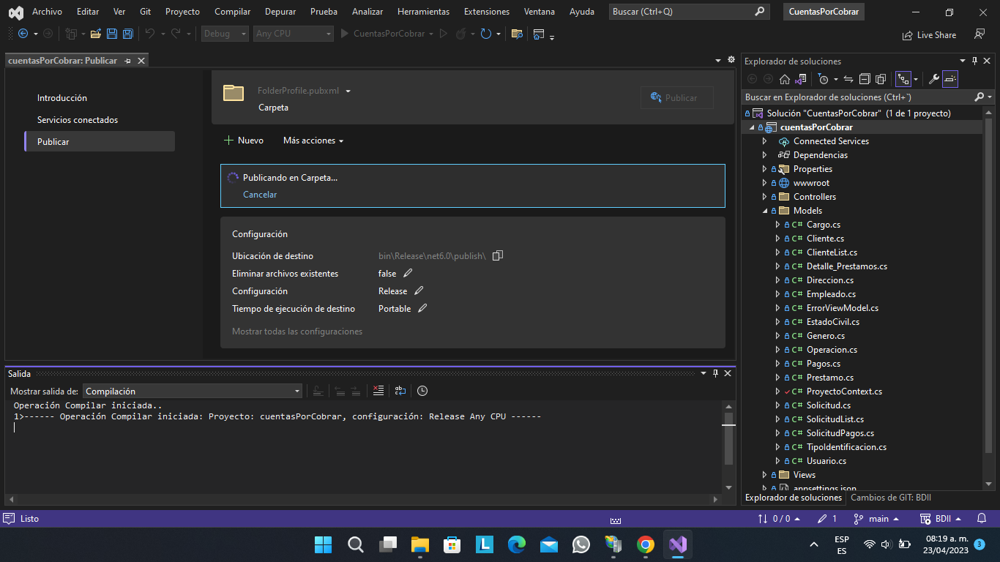 Archivo Editar Ver Git Proyecto Compilar Depurar Prueba Analizar Herramientas Extensiones Ventana Ayuda Buscar (Ctrl+Q) CuentasPorCobrar
Debug Any CPU CuentasPorCobrar Live Share
cuentasPorCobrar: Publicar
Introducción
Servicios conectados
Publicar
FolderProfile.pubxml
Carpeta
Publicar
Nuevo Más acciones
Publicando en Carpeta...
Cancelar
Configuración
Ubicación de destino bin\Release\net6.0\publish\
Eliminar archivos existentes false
Configuración Release
Tiempo de ejecución de destino Portable
Mostrar todas las configuraciones
Salida
Mostrar salida de: Compilación
Operación Compilar iniciada..
1>------ Operación Compilar iniciada: Proyecto: cuentasPorCobrar, configuración: Release Any CPU ------
Explorador de soluciones
Buscar en Explorador de soluciones (Ctrl+`)
Solución "CuentasPorCobrar" (1 de 1 proyecto)
cuentasPorCobrar
Connected Services
Dependencias
Properties
wwwroot
Controllers
Models
C# Cargo.cs
C# Cliente.cs
C# ClienteList.cs
C# Detalle_Prestamos.cs
C# Direccion.cs
C# Empleado.cs
C# ErrorViewModel.cs
C# EstadoCivil.cs
C# Genero.cs
C# Operacion.cs
C# Pagos.cs
C# Prestamo.cs
C# ProyectoContext.cs
C# Solicitud.cs
C# SolicitudList.cs
C# SolicitudPagos.cs
C# TipoIdentificacion.cs
C# Usuario.cs
Views
appsettings.json
Explorador de soluciones Cambios de GIT: BDII
Listo 0 / 0 1 main BDII
L ESP
ES
08:19 a. m.
23/04/2023
3